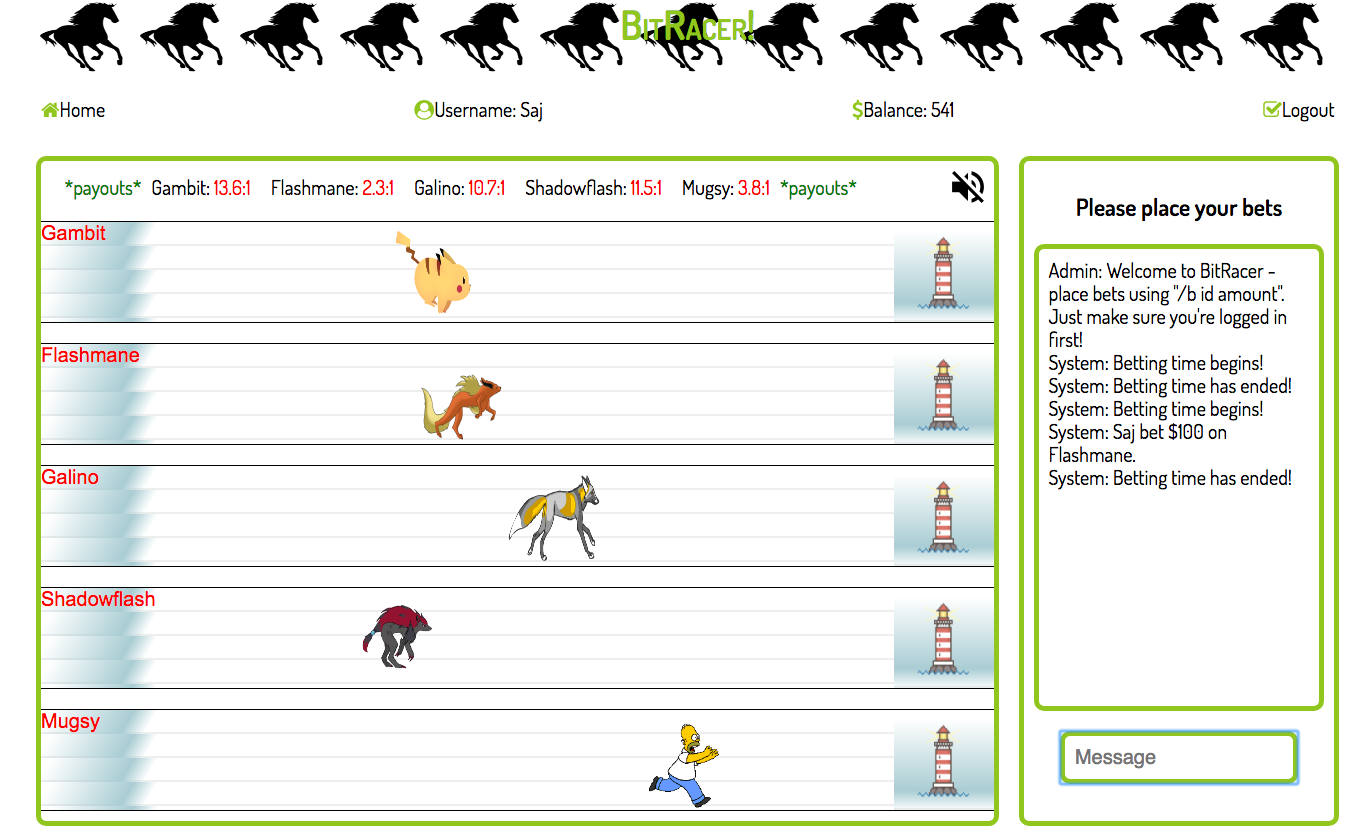 BitRacer!
Home Username: Saj $Balance: 541 Logout
*payouts* Gambit: 13.6:1 Flashmane: 2.3:1 Galino: 10.7:1 Shadowflash: 11.5:1 Mugsy: 3.8:1 *payouts*
Gambit
Flashmane
Galino
Shadowflash
Mugsy
Please place your bets
Admin: Welcome to BitRacer -
place bets using "/b id amount".
Just make sure you're logged in
first!
System: Betting time begins!
System: Betting time has ended!
System: Betting time begins!
System: Saj bet $100 on
Flashmane.
System: Betting time has ended!
Message